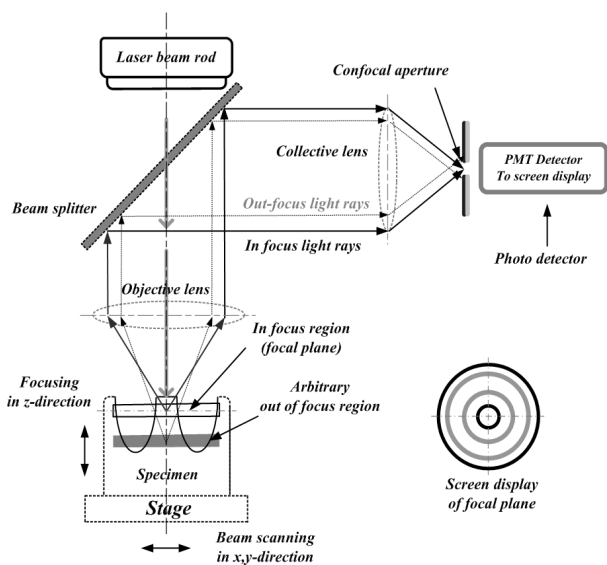 Laser beam rod
Confocal aperture
Collective lens
PMT Detector
To screen display
Beam splitter
Out-focus light rays
In focus light rays
Photo detector
Objective lens
In focus region
(focal plane)
Focusing
in z-direction
Arbitrary
out of focus region
Specimen
Stage
Screen display
of focal plane
Beam scanning
in x,y-direction